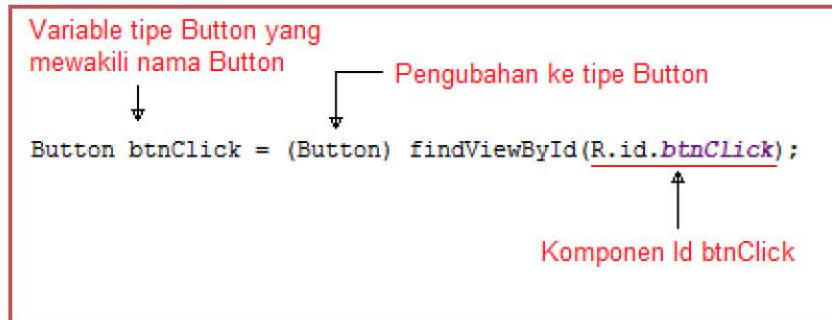 Variable tipe Button yang
mewakili nama Button
Pengubahan ke tipe Button
Button btnClick = (Button) findViewById(R.id.btnClick);
Komponen Id btnClick